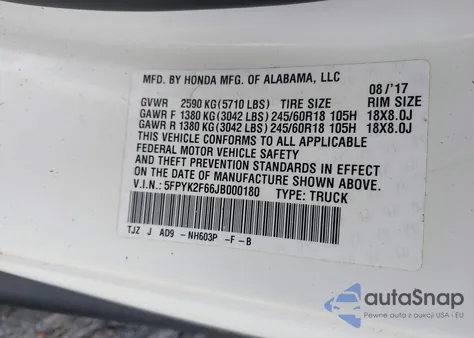 MFD. BY HONDA MFG. OF ALABAMA, LLC
08/'17
GVWR 2590 KG (5710 LBS) TIRE SIZE RIM SIZE
GAWR F 1380 KG (3042 LBS) 245/60R18 105H 18X8.0J
GAWR R 1380 KG (3042 LBS) 245/60R18 105H 18X8.0J
THIS VEHICLE CONFORMS TO ALL APPLICABLE
FEDERAL MOTOR VEHICLE SAFETY
AND THEFT PREVENTION STANDARDS IN EFFECT
ON THE DATE OF MANUFACTURE SHOWN ABOVE.
V.I.N.: 5FPYK2F66JB000180 TYPE: TRUCK
TJZ J AD9 -NH603P -F-B
autoSnap
Pewne auta z USA i EU